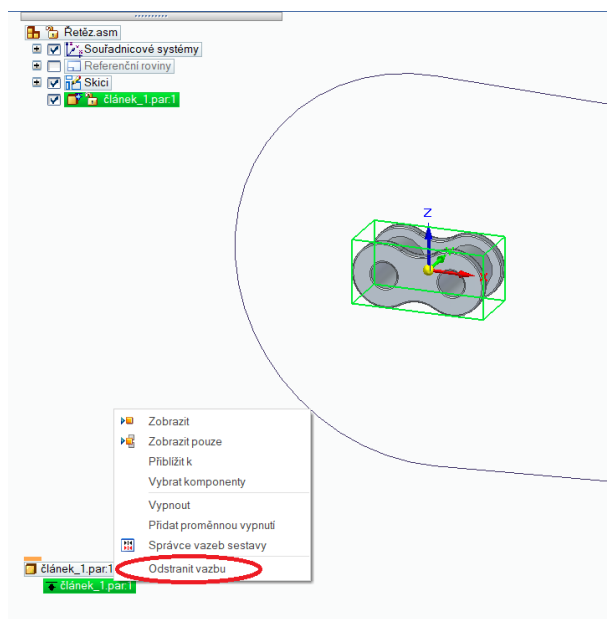 Řetěz.asm
Souřadnicové systémy
Referenční roviny
Skici
článek_1.par:1
Z
X
Zobrazit
Zobrazit pouze
Přiblížit k
Vybrat komponenty
Vypnout
Přidat proměnnou vypnutí
Správce vazeb sestavy
Odstranit vazbu
článek_1.par:1
článek_1.par:1